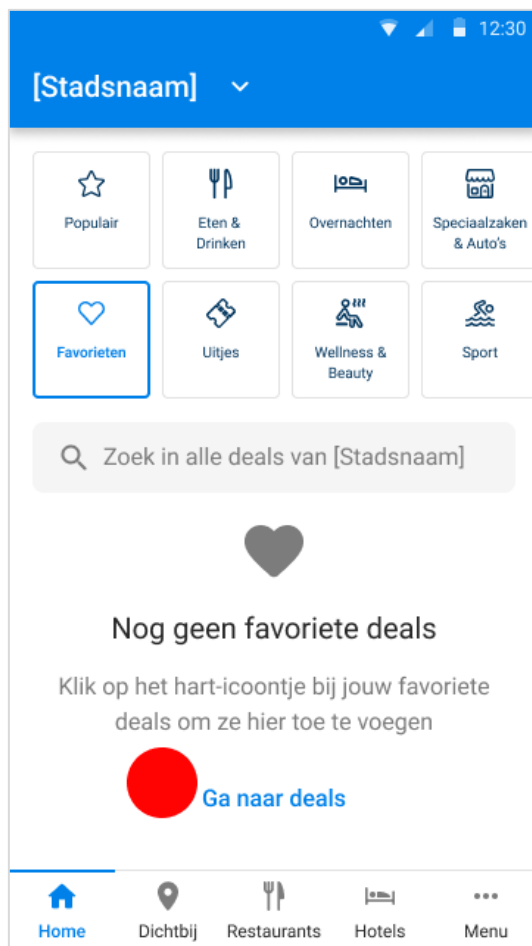 12:30
[Stadsnaam]
Populair
Eten &
Drinken
Overnachten
Speciaalzaken
& Auto's
Favorieten
Uitjes
Wellness &
Beauty
Sport
Zoek in alle deals van [Stadsnaam]
Nog geen favoriete deals
Klik op het hart-icoontje bij jouw favoriete
deals om ze hier toe te voegen
Ga naar deals
Home
Dichtbij
Restaurants
Hotels
Menu